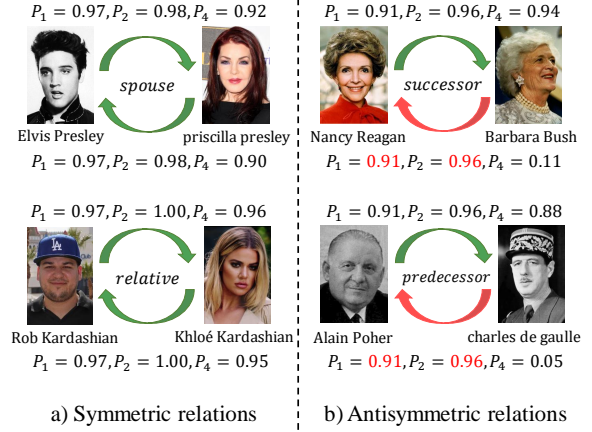 P₁ = 0.97, P₂ = 0.98, P₄ = 0.92
spouse
Elvis Presley
priscilla presley
P₁ = 0.97, P₂ = 0.98, P₄ = 0.90
P₁ = 0.97, P₂ = 1.00, P₄ = 0.96
LA
relative
Rob Kardashian
Khloé Kardashian
P₁ = 0.97, P₂ = 1.00, P₄ = 0.95
a) Symmetric relations
P₁ = 0.91, P₂ = 0.96, P₄ = 0.94
successor
Nancy Reagan
Barbara Bush
P₁ = 0.91, P₂ = 0.96, P₄ = 0.11
P₁ = 0.91, P₂ = 0.96, P₄ = 0.88
predecessor
Alain Poher
charles de gaulle
P₁ = 0.91, P₂ = 0.96, P₄ = 0.05
b) Antisymmetric relations